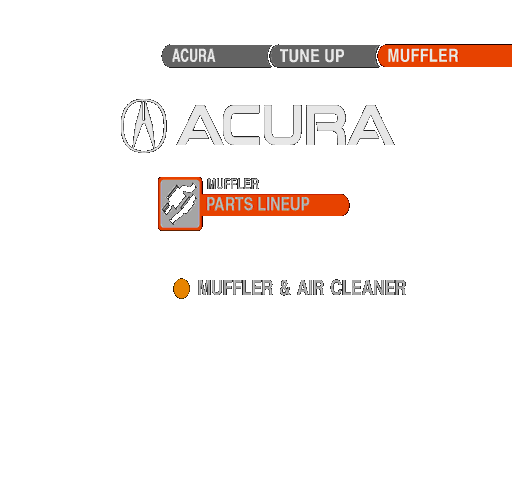 ACURA TUNE UP MUFFLER
ACURA
MUFFLER
PARTS LINEUP
MUFFLER & AIR CLEANER